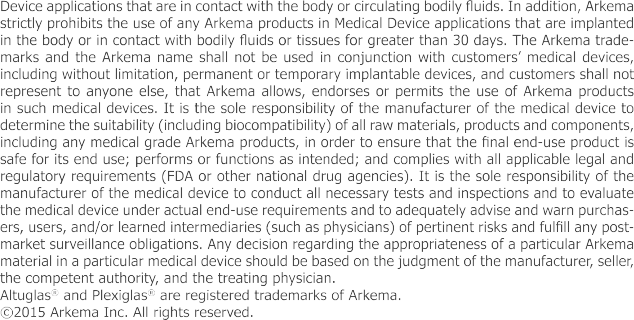 Device applications that are in contact with the body or circulating bodily fluids. In addition, Arkema
strictly prohibits the use of any Arkema products in Medical Device applications that are implanted
in the body or in contact with bodily fluids or tissues for greater than 30 days. The Arkema trade-
marks and the Arkema name shall not be used in conjunction with customers’ medical devices,
including without limitation, permanent or temporary implantable devices, and customers shall not
represent to anyone else, that Arkema allows, endorses or permits the use of Arkema products
in such medical devices. It is the sole responsibility of the manufacturer of the medical device to
determine the suitability (including biocompatibility) of all raw materials, products and components,
including any medical grade Arkema products, in order to ensure that the final end-use product is
safe for its end use; performs or functions as intended; and complies with all applicable legal and
regulatory requirements (FDA or other national drug agencies). It is the sole responsibility of the
manufacturer of the medical device to conduct all necessary tests and inspections and to evaluate
the medical device under actual end-use requirements and to adequately advise and warn purchas-
ers, users, and/or learned intermediaries (such as physicians) of pertinent risks and fulfill any post-
market surveillance obligations. Any decision regarding the appropriateness of a particular Arkema
material in a particular medical device should be based on the judgment of the manufacturer, seller,
the competent authority, and the treating physician.
Altuglas® and Plexiglas® are registered trademarks of Arkema.
©2015 Arkema Inc. All rights reserved.